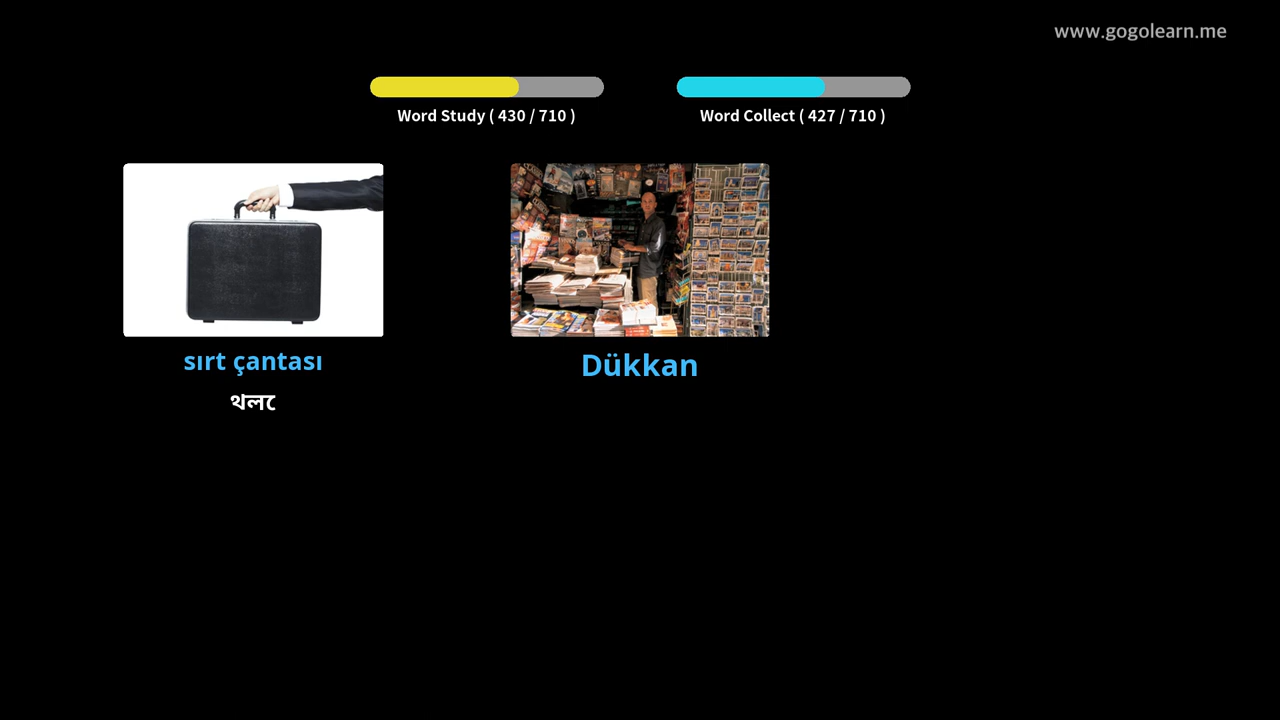 www.gogolearn.me
Word Study ( 430 / 710 )
Word Collect ( 427 / 710 )
sırt çantası
থলে
Dükkan